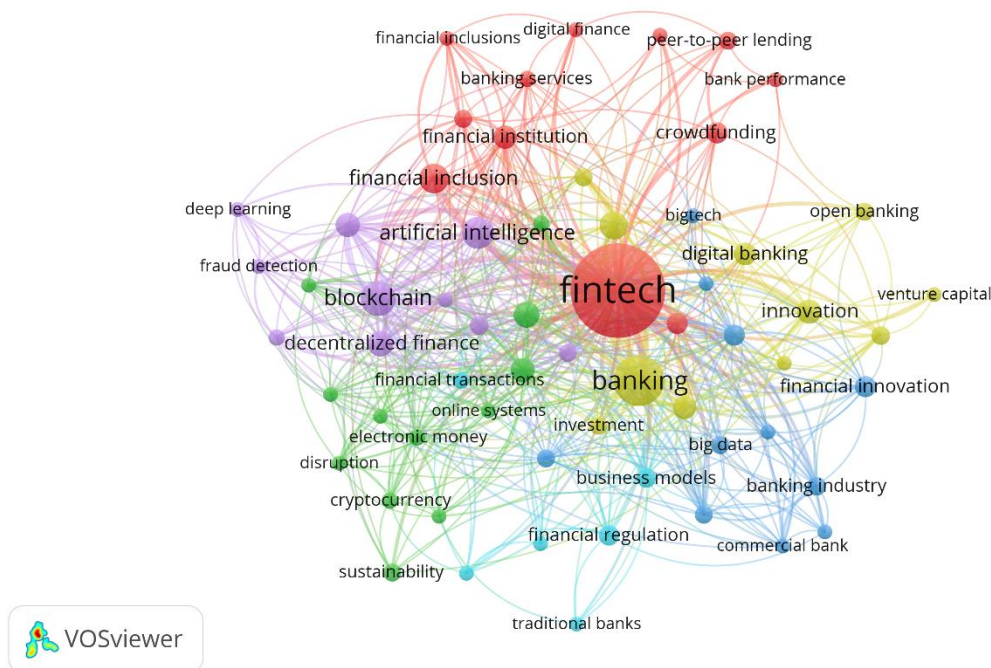 financial inclusions
digital finance
peer-to-peer lending
banking services
bank performance
financial institution
crowdfunding
financial inclusion
deep learning
artificial intelligence
bigtech
open banking
digital banking
fraud detection
fintech
blockchain
venture capital
innovation
decentralized finance
financial transactions
banking
financial innovation
online systems
investment
electronic money
big data
disruption
business models
banking industry
cryptocurrency
financial regulation
commercial bank
sustainability
traditional banks
VOSviewer